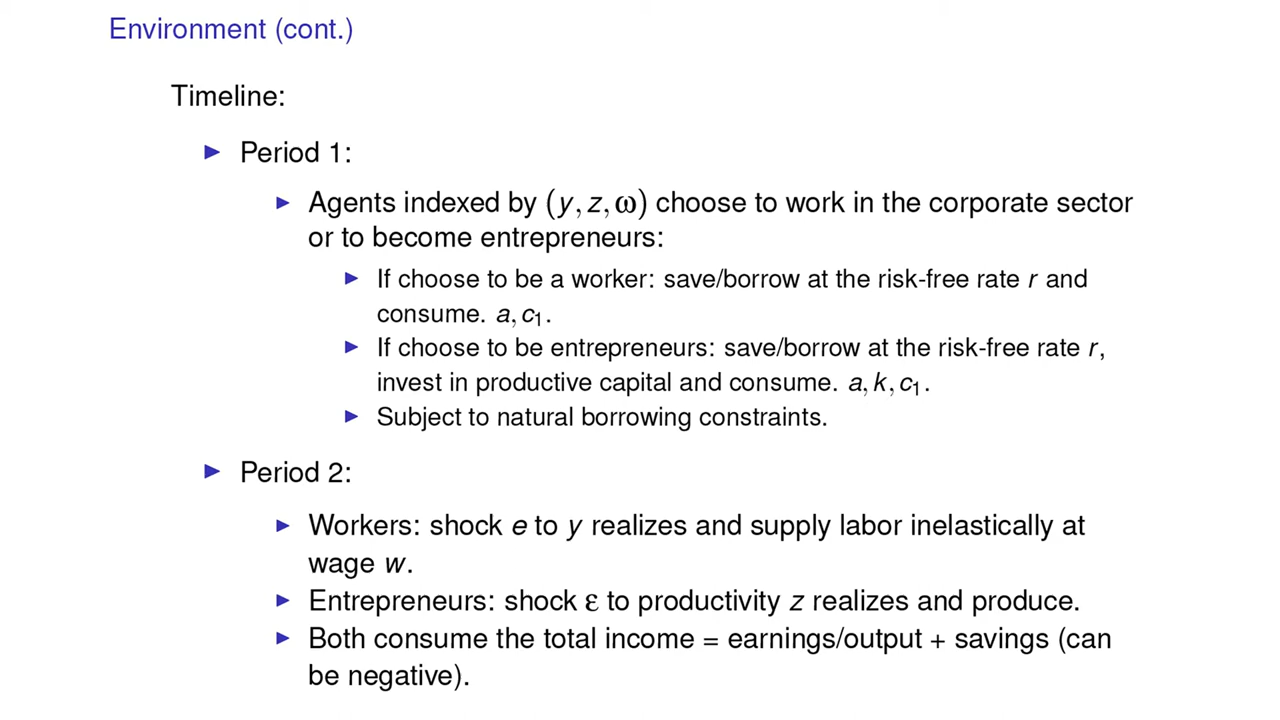 Environment (cont.)
Timeline:
▶ Period 1:
▶ Agents indexed by (y, z, ω) choose to work in the corporate sector
or to become entrepreneurs:
▶ If choose to be a worker: save/borrow at the risk-free rate r and
consume. a, c₁.
▶ If choose to be entrepreneurs: save/borrow at the risk-free rate r,
invest in productive capital and consume. a, k, c₁.
▶ Subject to natural borrowing constraints.
▶ Period 2:
▶ Workers: shock e to y realizes and supply labor inelastically at
wage w.
▶ Entrepreneurs: shock ε to productivity z realizes and produce.
▶ Both consume the total income = earnings/output + savings (can
be negative).